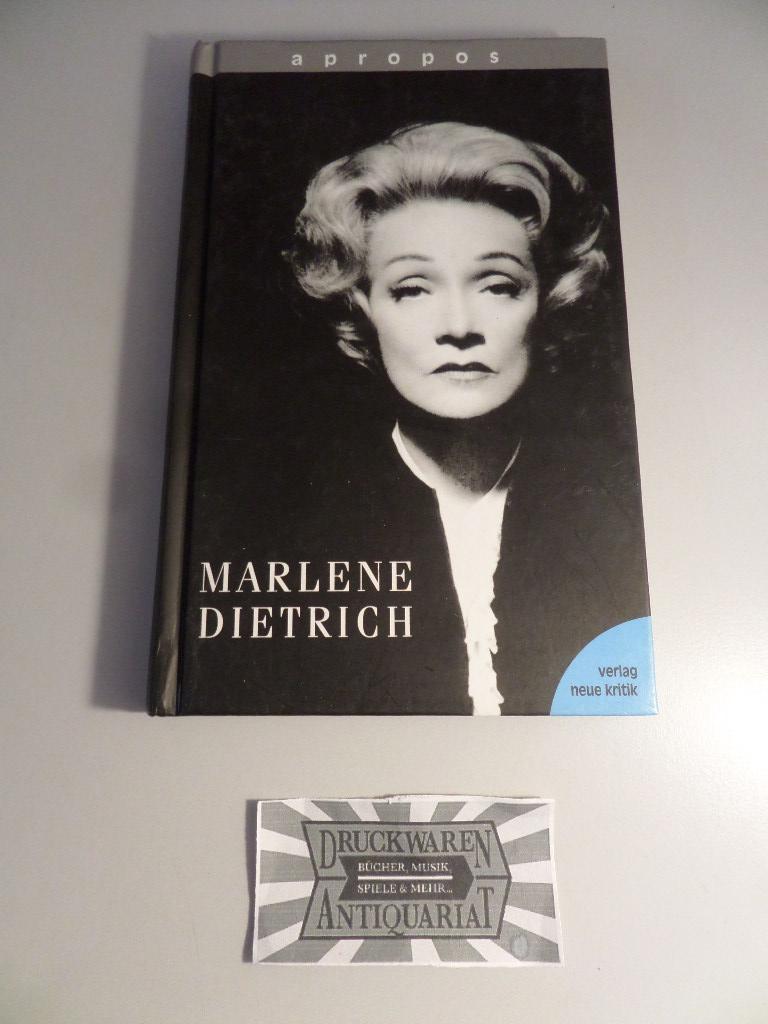 apropos
MARLENE
DIETRICH
verlag
neue kritik
DRUCKWAREN
BÜCHER, MUSIK,
SPIELE & MEHR...
ANTIQUARIAT